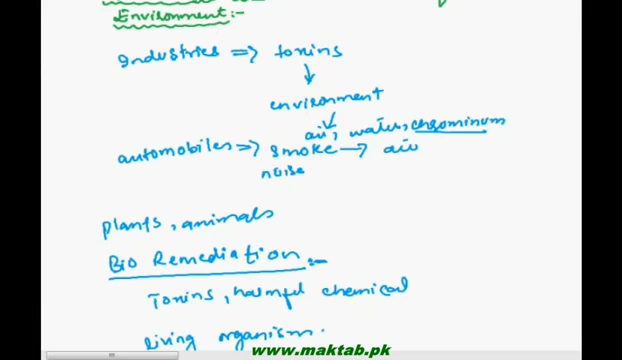 Environment:-
Industries => toxins
environment
air, water, chrominum
automobiles => smoke → air
noise
plants, animals
Bio Remediation :-
Toxins, harmful chemical
living organism.
www.maktab.pk